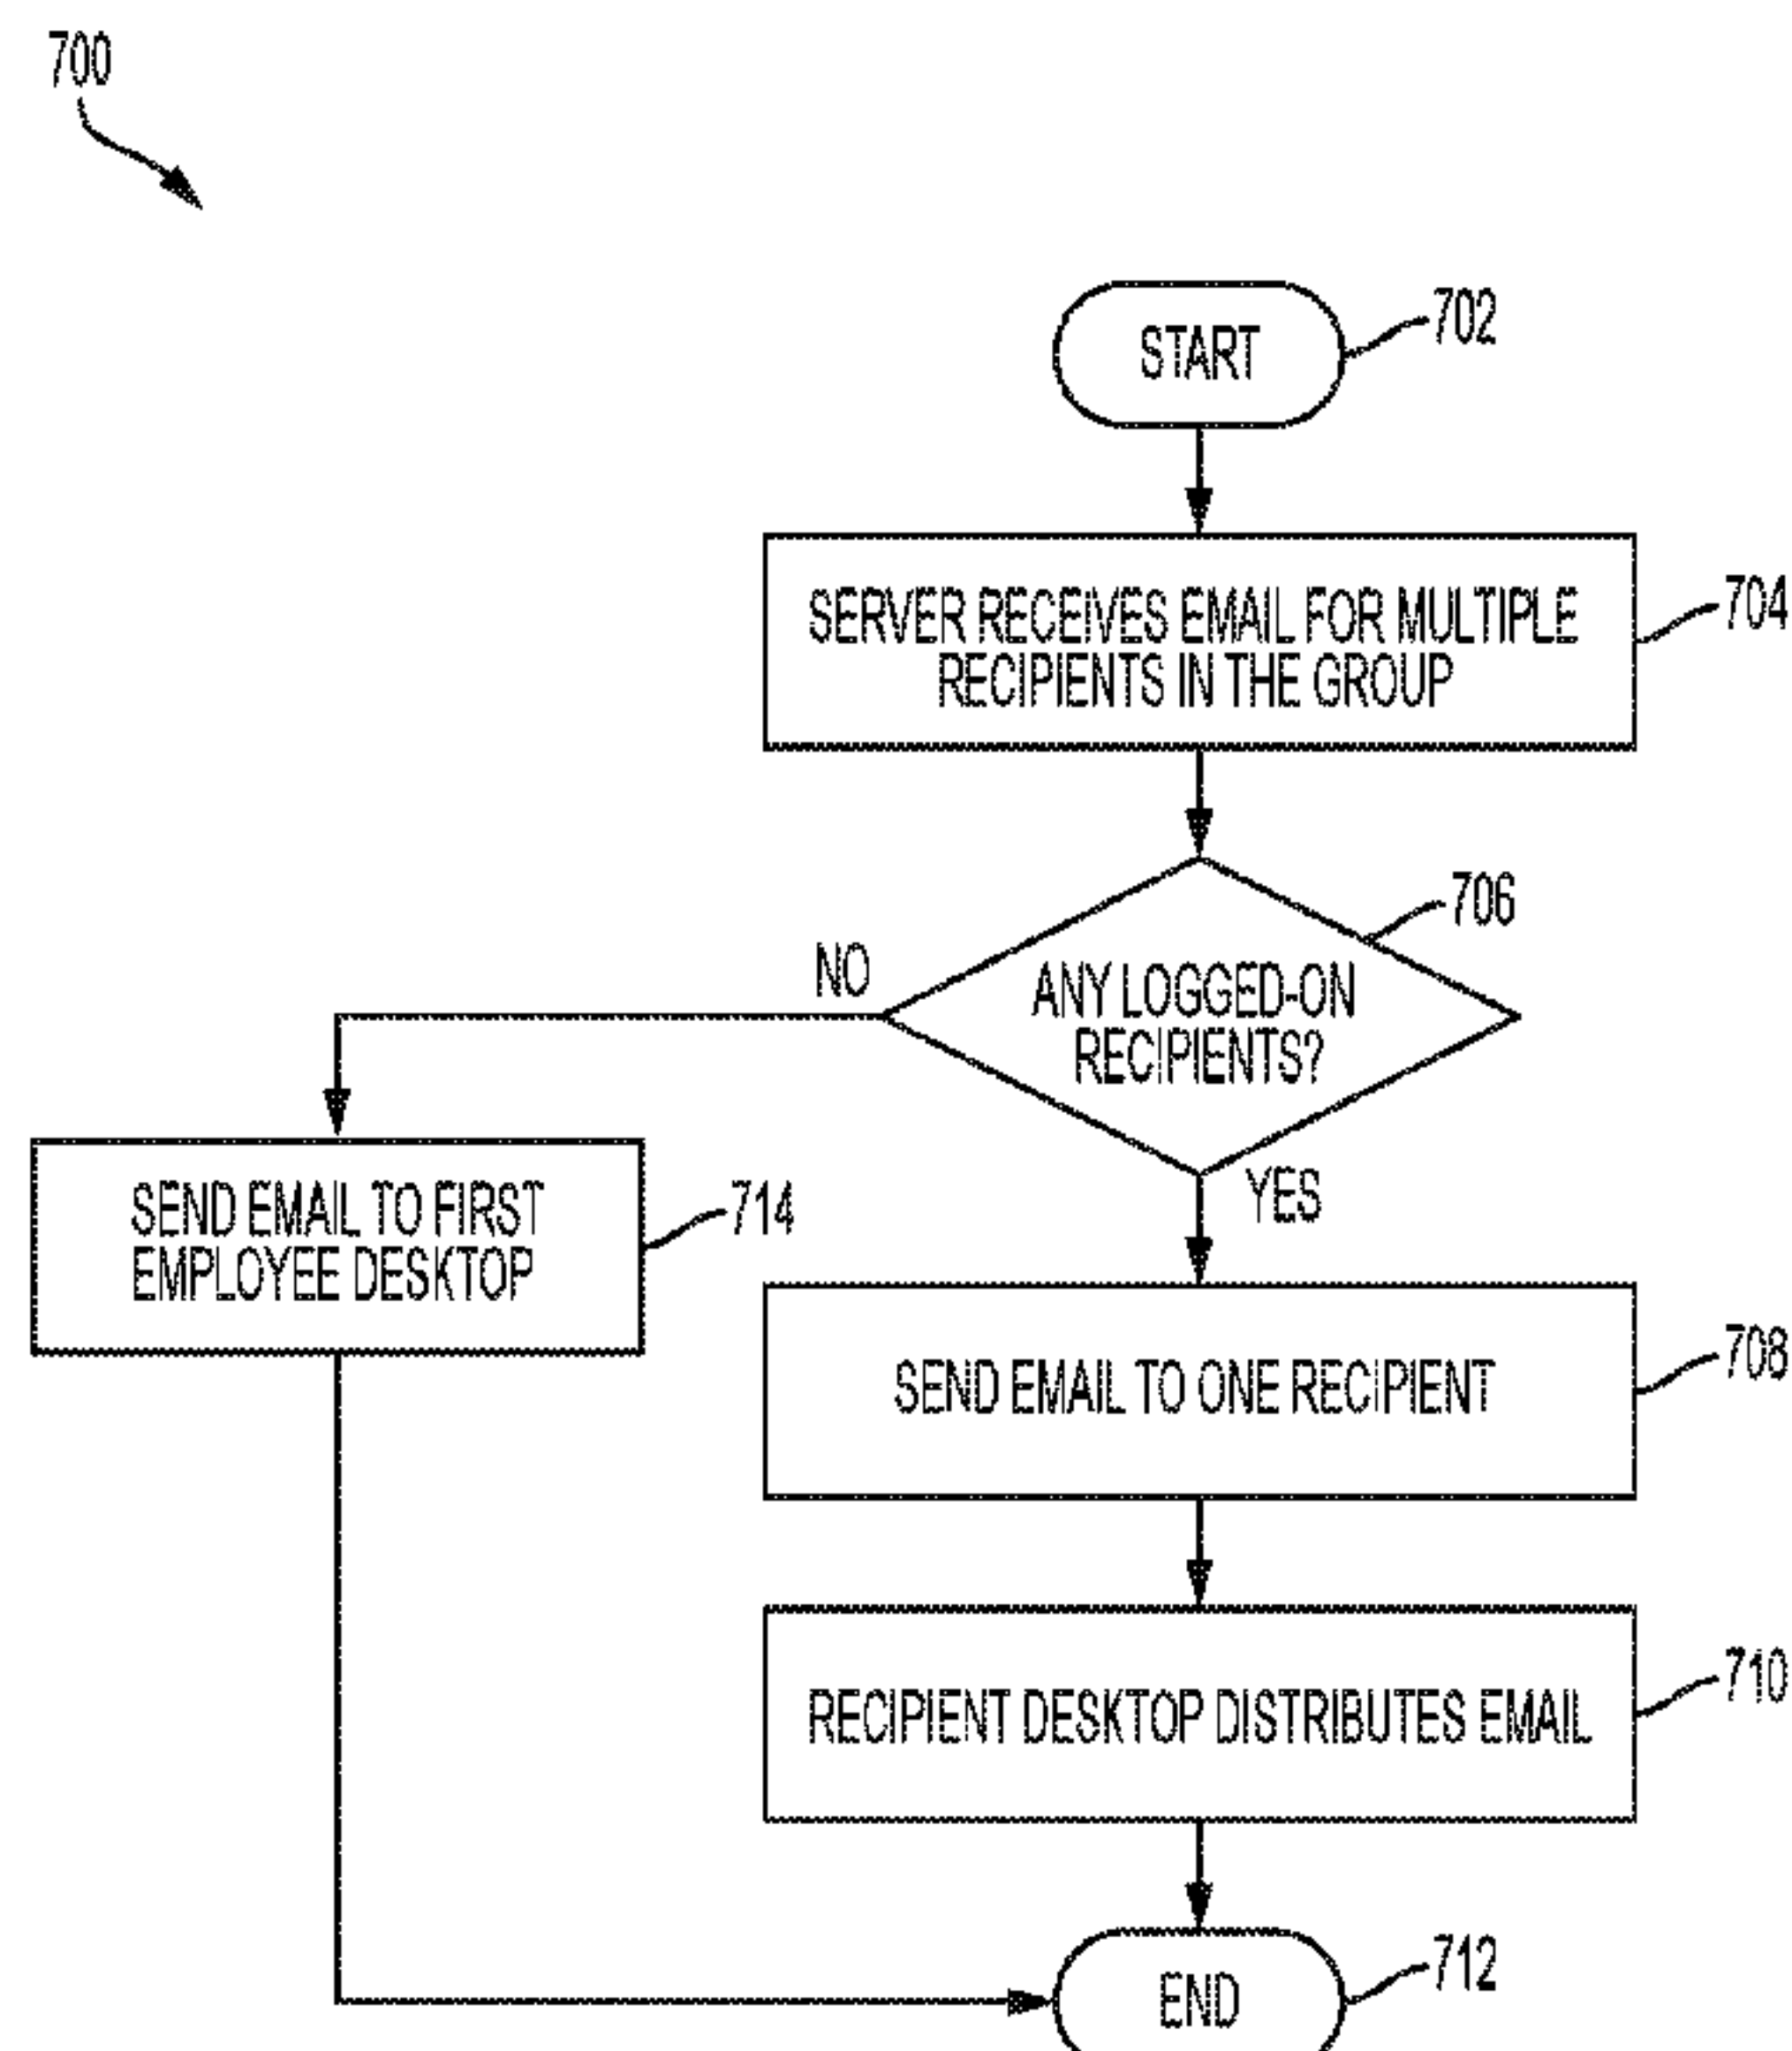 700
START
702
SERVER RECEIVES EMAIL FOR MULTIPLE
RECIPIENTS IN THE GROUP
704
706
ANY LOGGED-ON
RECIPIENTS?
NO
YES
SEND EMAIL TO FIRST
EMPLOYEE DESKTOP
714
SEND EMAIL TO ONE RECIPIENT
708
RECIPIENT DESKTOP DISTRIBUTES EMAIL
710
END
712